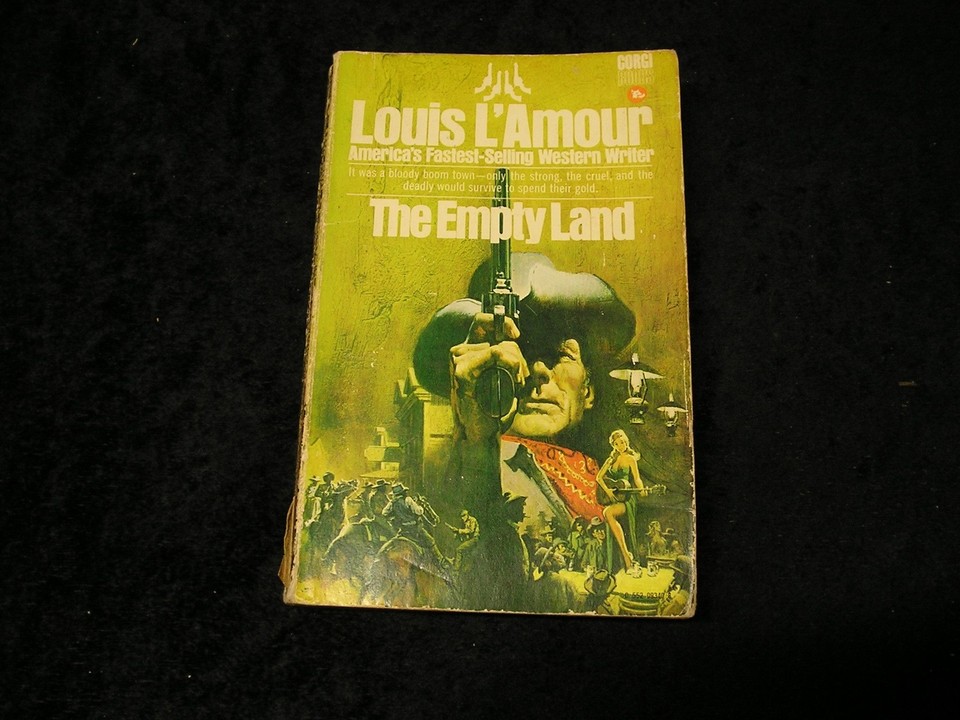 CORGI
BOOKS
Louis L'Amour
America's Fastest-Selling Western Writer
It was a bloody boom town—only the strong, the cruel, and the
deadly would survive to spend their gold.
The Empty Land